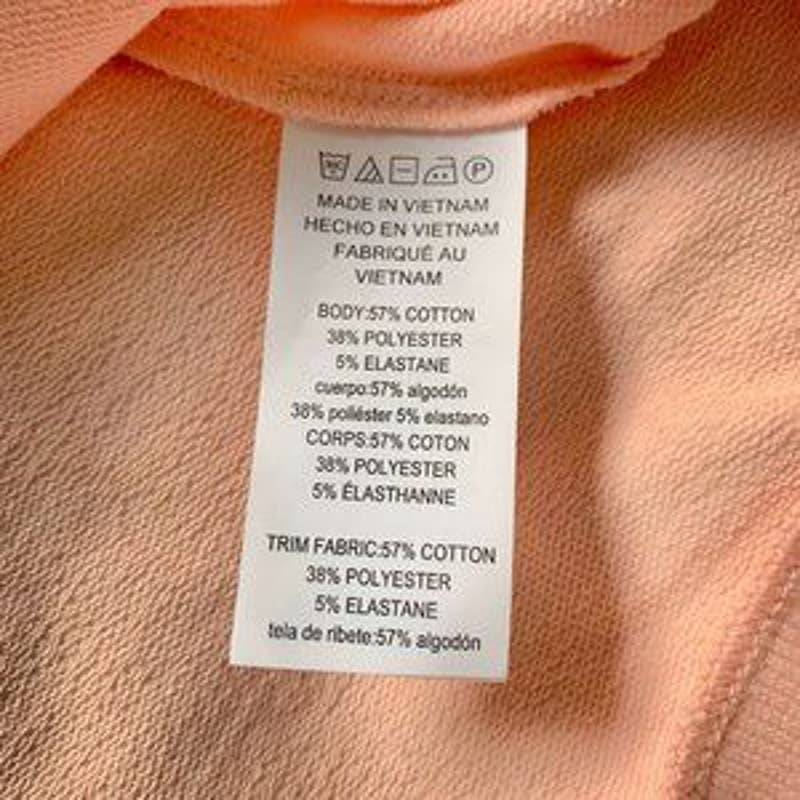 P
MADE IN VIETNAM
HECHO EN VIETNAM
FABRIQUÉ AU
VIETNAM
BODY:57% COTTON
38% POLYESTER
5% ELASTANE
cuerpo:57% algodón
38% poliéster 5% elastano
CORPS:57% COTON
38% POLYESTER
5% ÉLASTHANNE
TRIM FABRIC:57% COTTON
38% POLYESTER
5% ELASTANE
tela de ribete:57% algodón